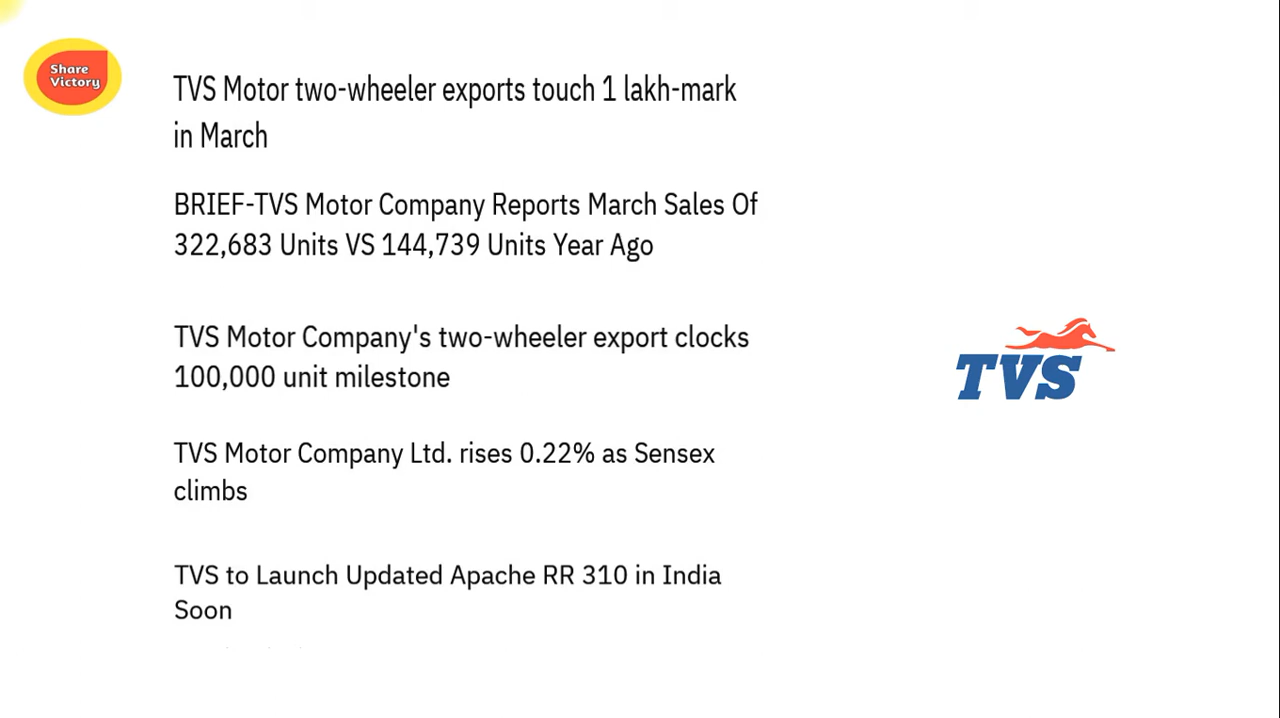 Share
Victory
TVS Motor two-wheeler exports touch 1 lakh-mark
in March
BRIEF-TVS Motor Company Reports March Sales Of
322,683 Units VS 144,739 Units Year Ago
TVS Motor Company's two-wheeler export clocks
100,000 unit milestone
TVS Motor Company Ltd. rises 0.22% as Sensex
climbs
TVS to Launch Updated Apache RR 310 in India
Soon
TVS